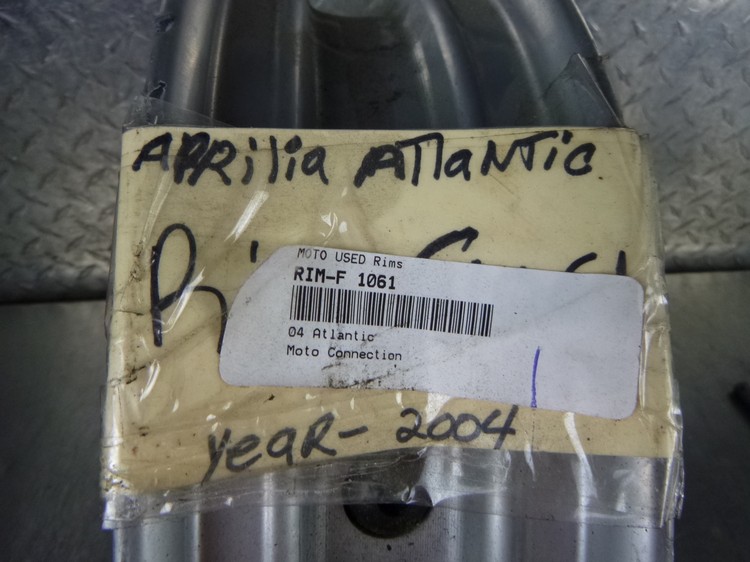 APRilia ATlaNTic
MOTO USED Rims
RIM-F 1061
04 Atlantic
Moto Connection
yeaR- 2004